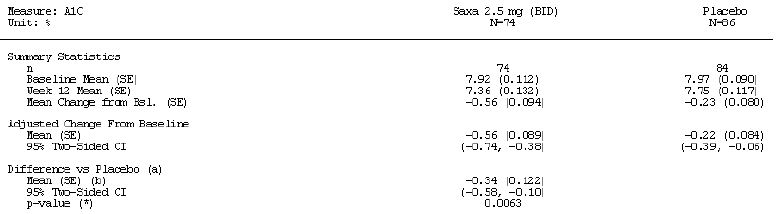 Measure: A1C Saxa 2.5 mg (BID) Placebo
Unit: % N=74 N=86
Summary Statistics
n 74 84
Baseline Mean (SE) 7.92 (0.112) 7.97 (0.090)
Week 12 Mean (SE) 7.36 (0.132) 7.75 (0.117)
Mean Change from Bsl. (SE) -0.56 (0.094) -0.23 (0.080)
Adjusted Change From Baseline
Mean (SE) -0.56 (0.089) -0.22 (0.084)
95% Two-Sided CI (-0.74, -0.38) (-0.39, -0.06)
Difference vs Placebo (a)
Mean (SE) (b) -0.34 (0.122)
95% Two-Sided CI (-0.58, -0.10)
p-value (*) 0.0063